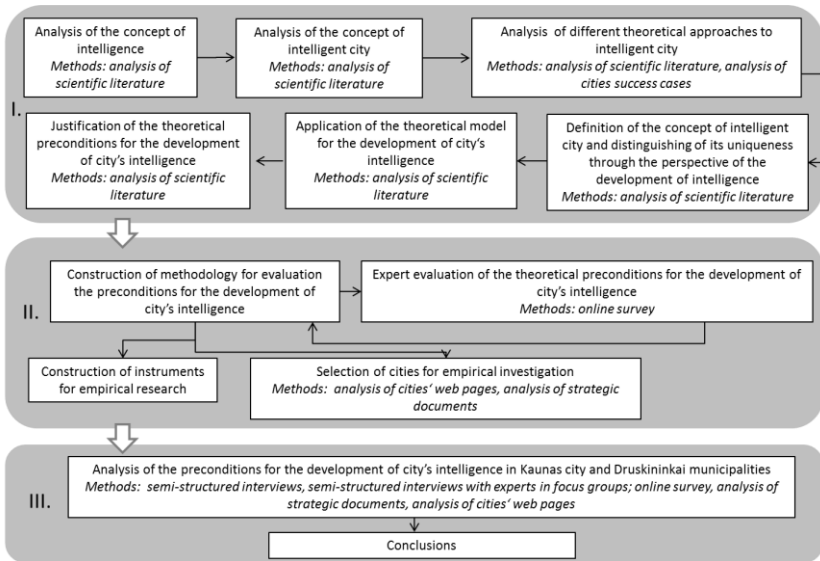 Analysis of the concept of
intelligence
Methods: analysis of
scientific literature
Analysis of the concept of
intelligent city
Methods: analysis of
scientific literature
Analysis of different theoretical approaches to
intelligent city
Methods: analysis of scientific literature, analysis of
cities success cases
I.
Justification of the theoretical
preconditions for the development
of city's intelligence
Methods: analysis of scientific
literature
Application of the theoretical model
for the development of city's
intelligence
Methods: analysis of scientific
literature
Definition of the concept of intelligent
city and distinguishing of its uniqueness
through the perspective of the
development of intelligence
Methods: analysis of scientific literature
II.
Construction of methodology for evaluation
the preconditions for the development of
city's intelligence
Expert evaluation of the theoretical preconditions for the development of
city's intelligence
Methods: online survey
Construction of instruments
for empirical research
Selection of cities for empirical investigation
Methods: analysis of cities' web pages, analysis of strategic
documents
III.
Analysis of the preconditions for the development of city's intelligence in Kaunas city and Druskininkai municipalities
Methods: semi-structured interviews, semi-structured interviews with experts in focus groups; online survey, analysis of
strategic documents, analysis of cities' web pages
Conclusions